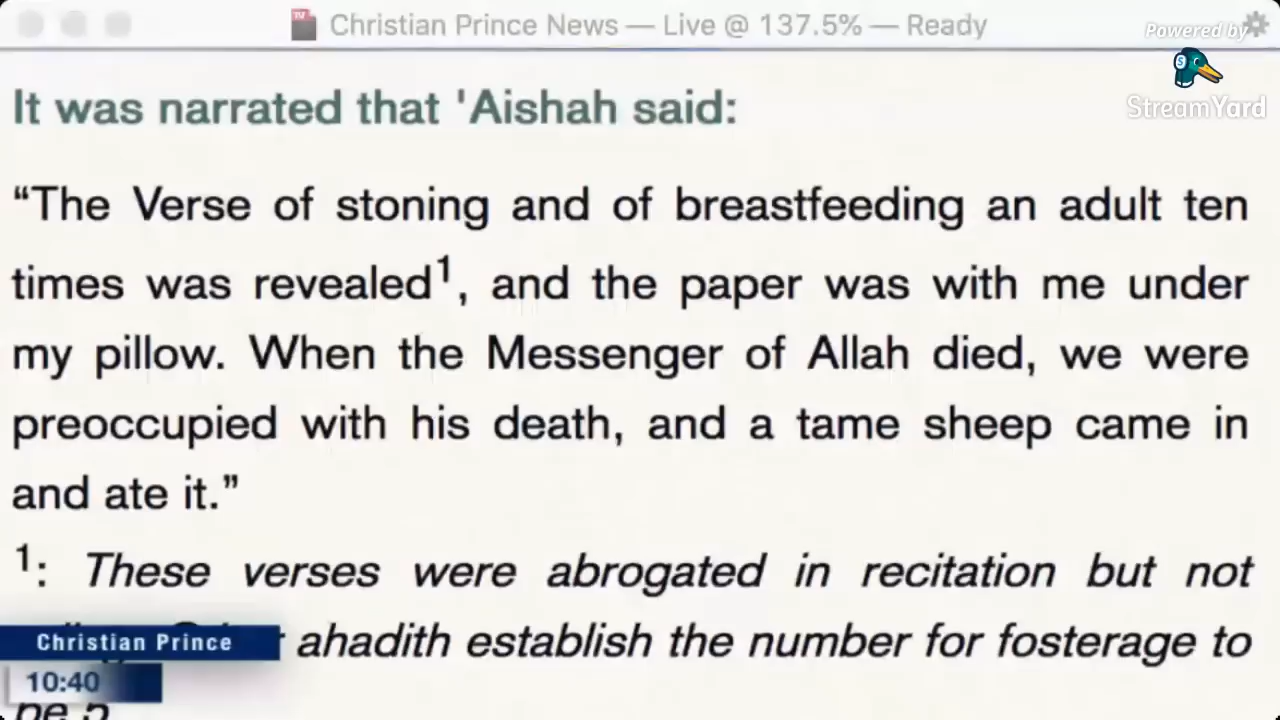 Christian Prince News — Live @ 137.5% — Ready
Powered by
StreamYard
It was narrated that 'Aishah said:
“The Verse of stoning and of breastfeeding an adult ten
times was revealed¹, and the paper was with me under
my pillow. When the Messenger of Allah died, we were
preoccupied with his death, and a tame sheep came in
and ate it.”
¹: These verses were abrogated in recitation but not
ahadith establish the number for fosterage to
be 5
Christian Prince
10:40